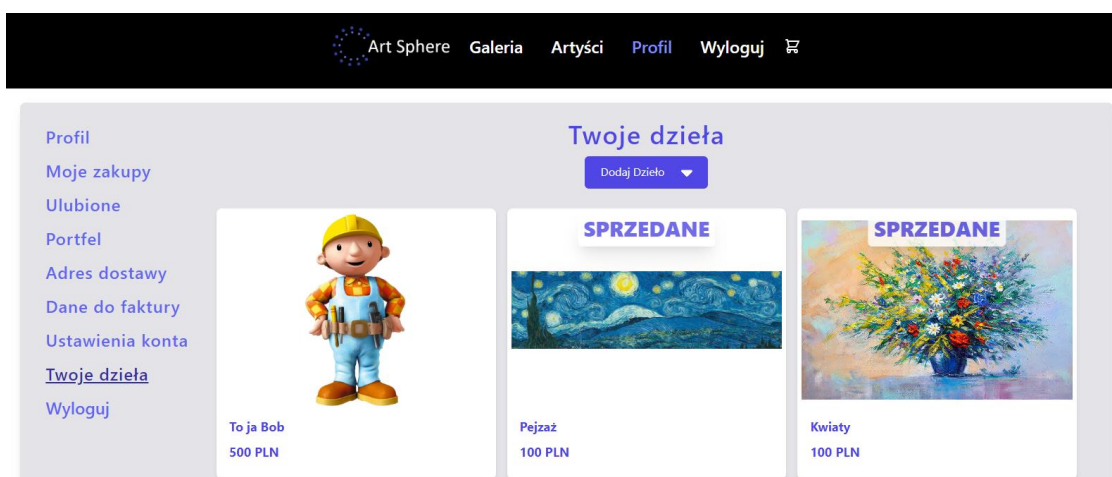 Art Sphere Galeria Artyści Profil Wyloguj
Profil
Moje zakupy
Ulubione
Portfel
Adres dostawy
Dane do faktury
Ustawienia konta
Twoje dzieła
Wyloguj
Twoje dzieła
Dodaj Dzieło
To ja Bob
500 PLN
SPRZEDANE
Pejzaż
100 PLN
SPRZEDANE
Kwiaty
100 PLN